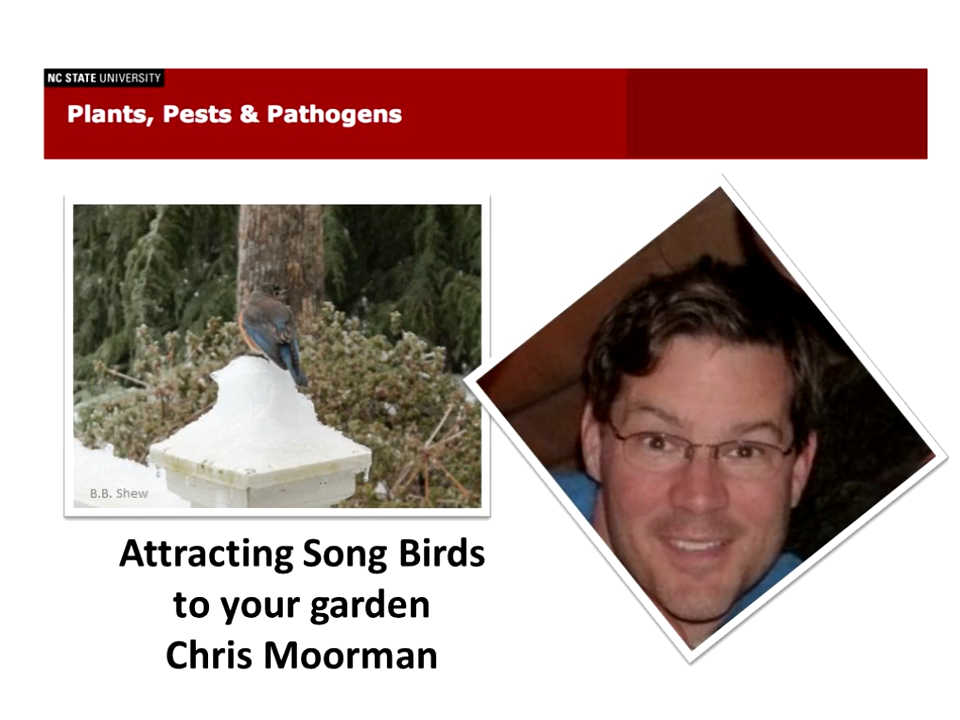 NC STATE UNIVERSITY
Plants, Pests & Pathogens
B.B. Shew
Attracting Song Birds
to your garden
Chris Moorman